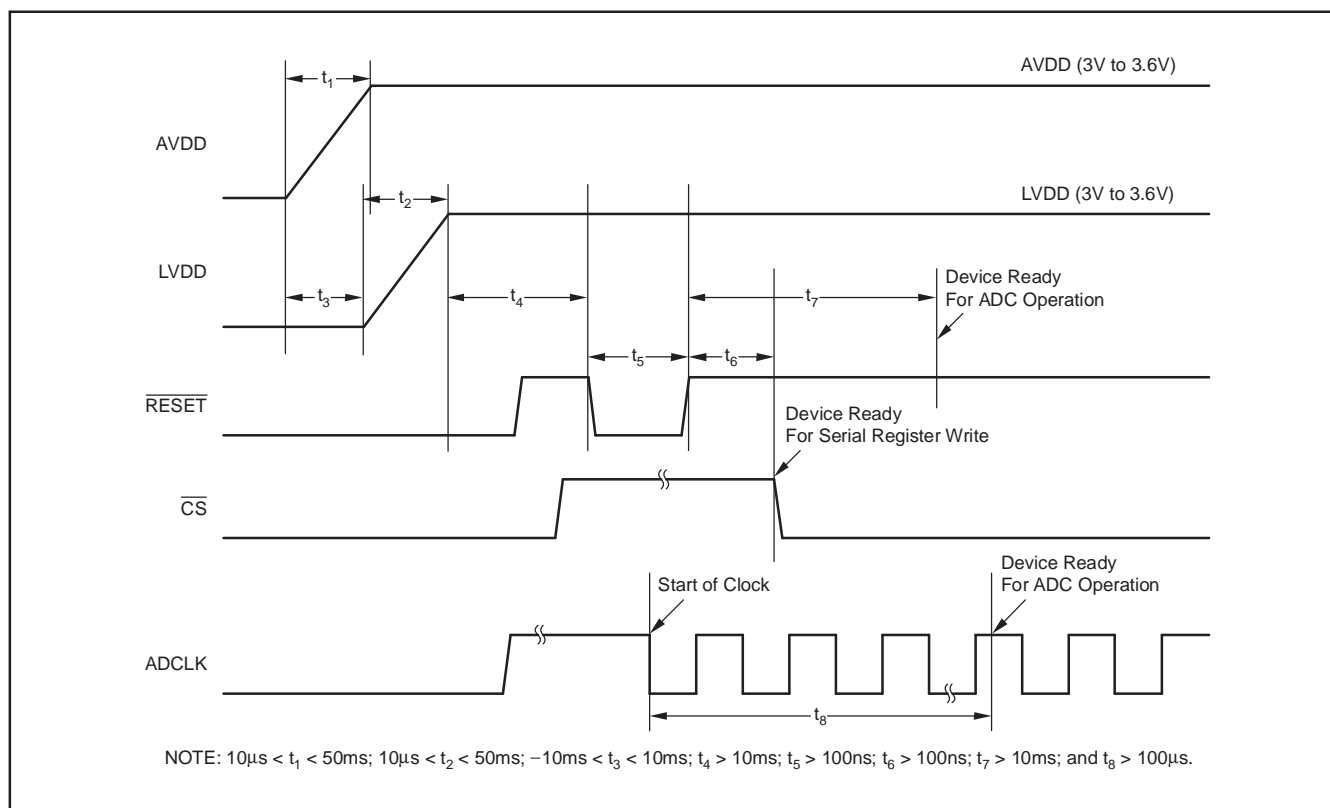 AVDD (3V to 3.6V)
t1
AVDD
t2
LVDD (3V to 3.6V)
LVDD
t3
t4
t7
Device Ready
For ADC Operation
t5
t6
RESET
Device Ready
For Serial Register Write
CS
Device Ready
For ADC Operation
Start of Clock
ADCLK
t8
NOTE: 10μs < t1 < 50ms; 10μs < t2 < 50ms; −10ms < t3 < 10ms; t4 > 10ms; t5 > 100ns; t6 > 100ns; t7 > 10ms; and t8 > 100μs.